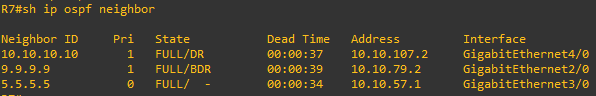 R7#sh ip ospf neighbor
Neighbor ID     Pri   State           Dead Time   Address         Interface
10.10.10.10       1   FULL/DR         00:00:37    10.10.107.2     GigabitEthernet4/0
9.9.9.9           1   FULL/BDR        00:00:39    10.10.79.2      GigabitEthernet2/0
5.5.5.5           0   FULL/  -        00:00:34    10.10.57.1      GigabitEthernet3/0